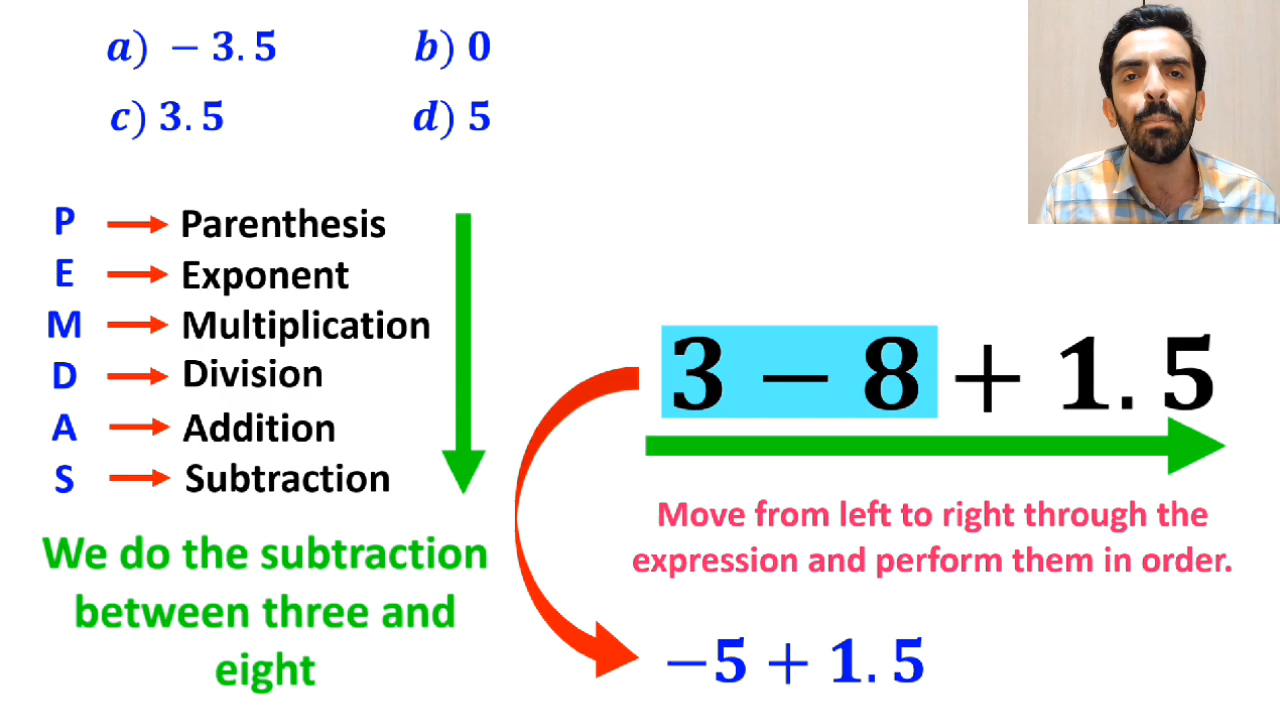 a) − 3.5 b) 0
c) 3.5 d) 5
P → Parenthesis
E → Exponent
M → Multiplication
D → Division
A → Addition
S → Subtraction
We do the subtraction
between three and
eight
3 − 8 + 1.5
Move from left to right through the
expression and perform them in order.
−5 + 1.5